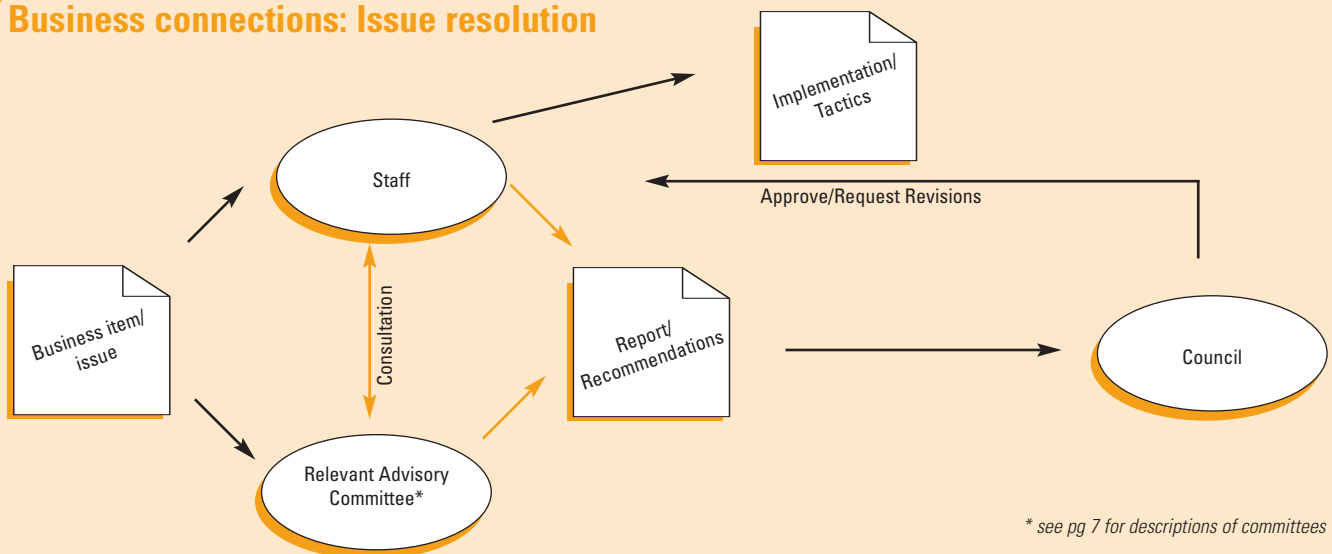 Business connections: Issue resolution
Implementation/
Tactics
Staff
Approve/Request Revisions
Business item/
issue
Consultation
Report/
Recommendations
Council
Relevant Advisory
Committee*
* see pg 7 for descriptions of committees